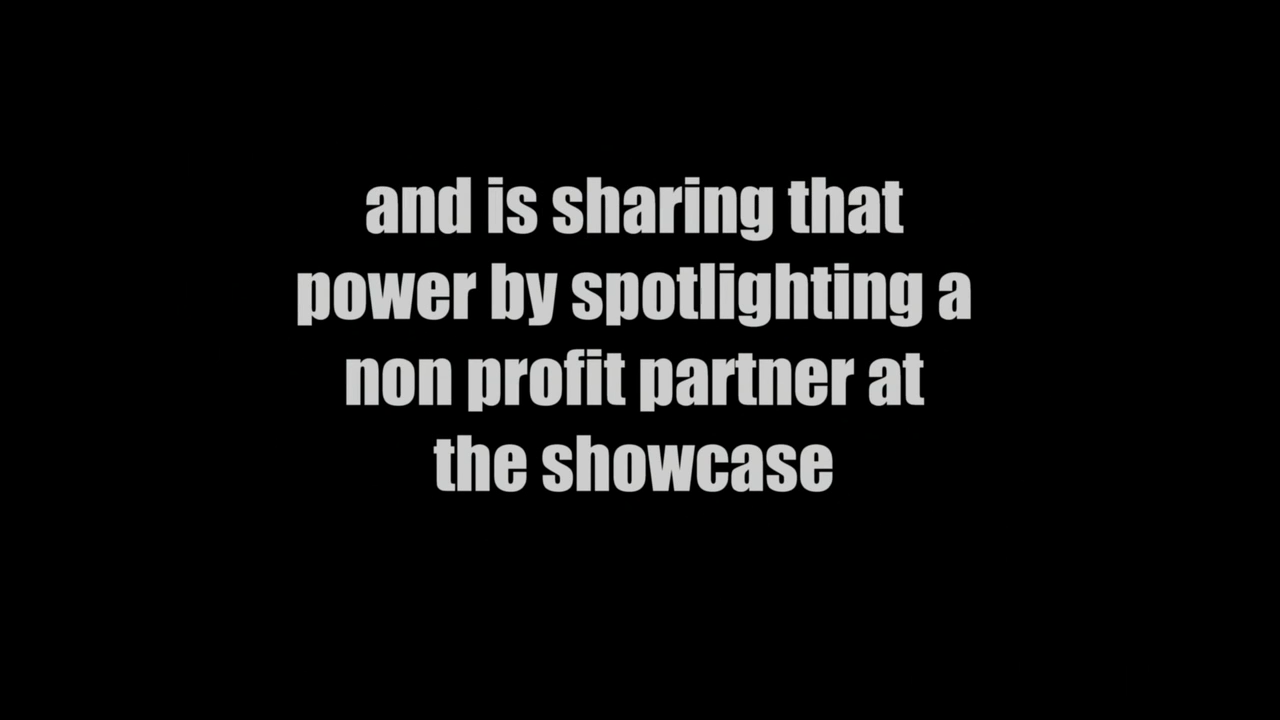 and is sharing that
power by spotlighting a
non profit partner at
the showcase